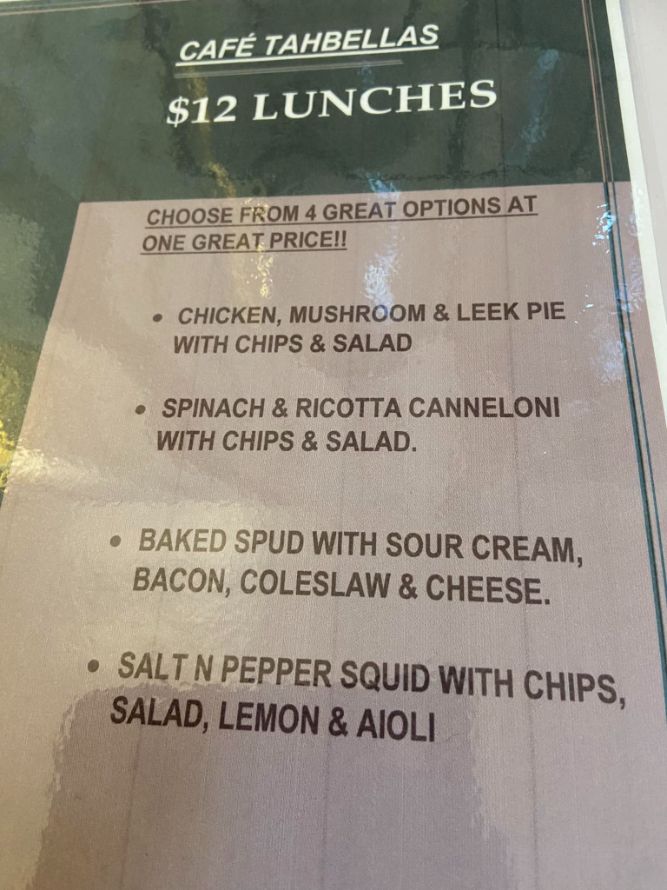 CAFÉ TAHBELLAS
$12 LUNCHES
CHOOSE FROM 4 GREAT OPTIONS AT
ONE GREAT PRICE!!
• CHICKEN, MUSHROOM & LEEK PIE
WITH CHIPS & SALAD
• SPINACH & RICOTTA CANNELONI
WITH CHIPS & SALAD.
• BAKED SPUD WITH SOUR CREAM,
BACON, COLESLAW & CHEESE.
• SALT N PEPPER SQUID WITH CHIPS,
SALAD, LEMON & AIOLI